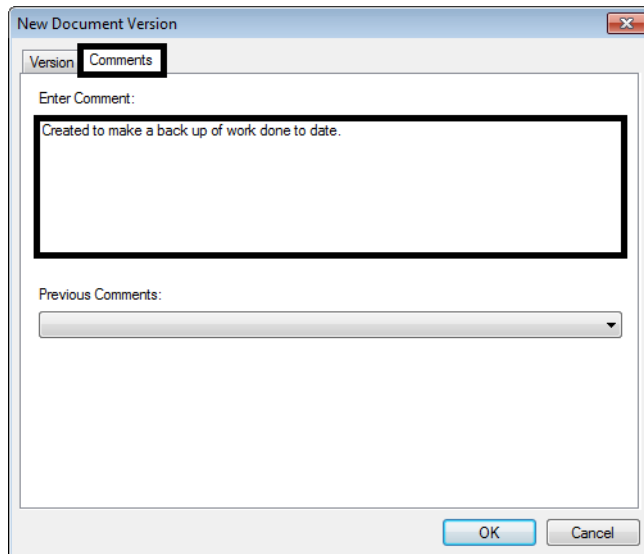 New Document Version
Version Comments
Enter Comment:
Created to make a back up of work done to date.
Previous Comments:
OK Cancel